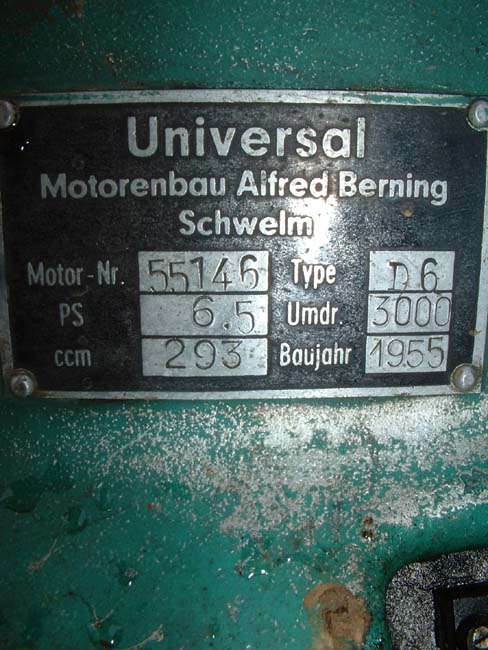 Universal
Motorenbau Alfred Berning
Schwelm
Motor-Nr. 55146 Type D6
PS 6.5 Umdr. 3000
ccm 293 Baujahr 1955